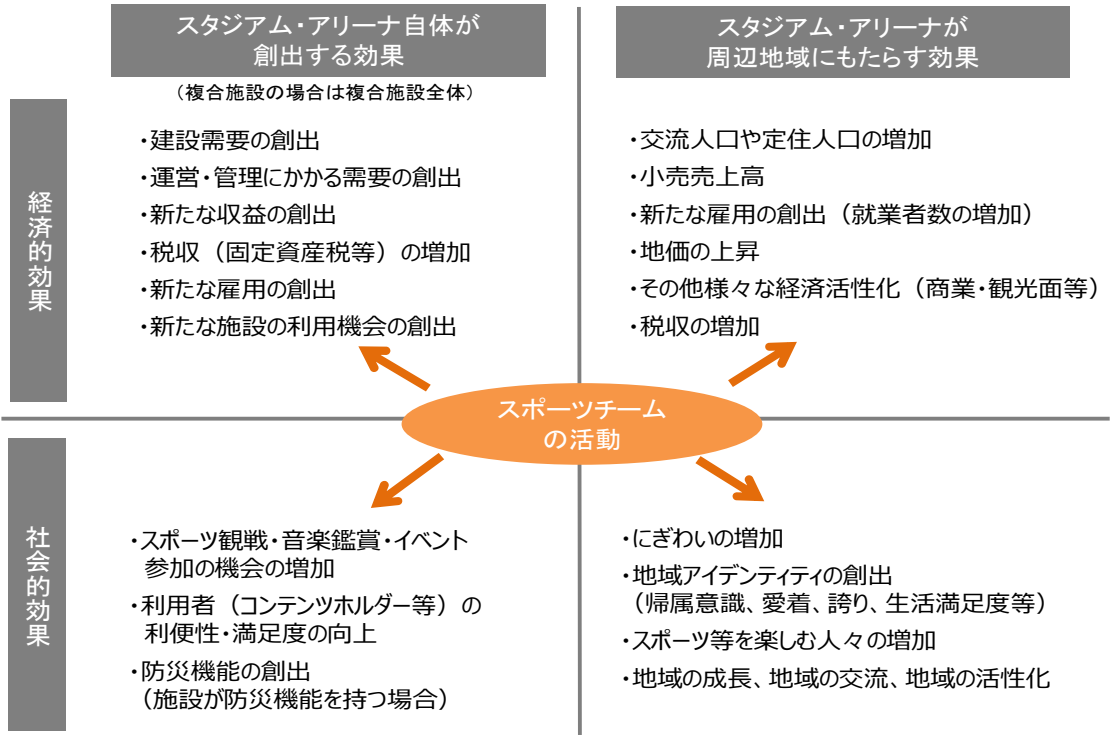 スタジアム・アリーナ自体が
創出する効果
（複合施設の場合は複合施設全体）
スタジアム・アリーナが
周辺地域にもたらす効果
経済的効果
・建設需要の創出
・運営・管理にかかる需要の創出
・新たな収益の創出
・税収（固定資産税等）の増加
・新たな雇用の創出
・新たな施設の利用機会の創出
・交流人口や定住人口の増加
・小売売上高
・新たな雇用の創出（就業者数の増加）
・地価の上昇
・その他様々な経済活性化（商業・観光面等）
・税収の増加
スポーツチーム
の活動
社会的効果
・スポーツ観戦・音楽鑑賞・イベント
参加の機会の増加
・利用者（コンテンツホルダー等）の
利便性・満足度の向上
・防災機能の創出
（施設が防災機能を持つ場合）
・にぎわいの増加
・地域アイデンティティの創出
（帰属意識、愛着、誇り、生活満足度等）
・スポーツ等を楽しむ人々の増加
・地域の成長、地域の交流、地域の活性化